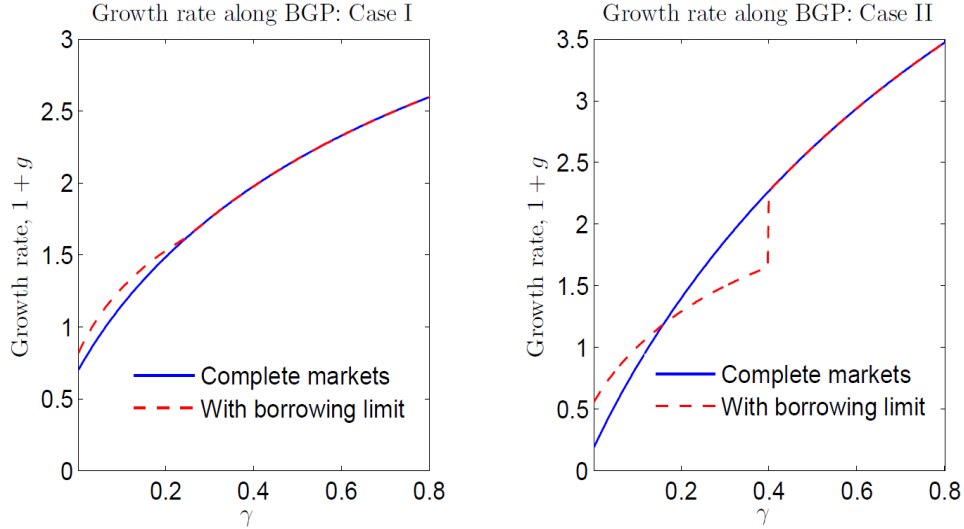 Growth rate along BGP: Case I
3
2.5
2
1.5
1
0.5
0
0.2
0.4
0.6
0.8
γ
Growth rate, 1 + g
Complete markets
With borrowing limit
Growth rate along BGP: Case II
3.5
3
2.5
2
1.5
1
0.5
0
0.2
0.4
0.6
0.8
γ
Growth rate, 1 + g
Complete markets
With borrowing limit